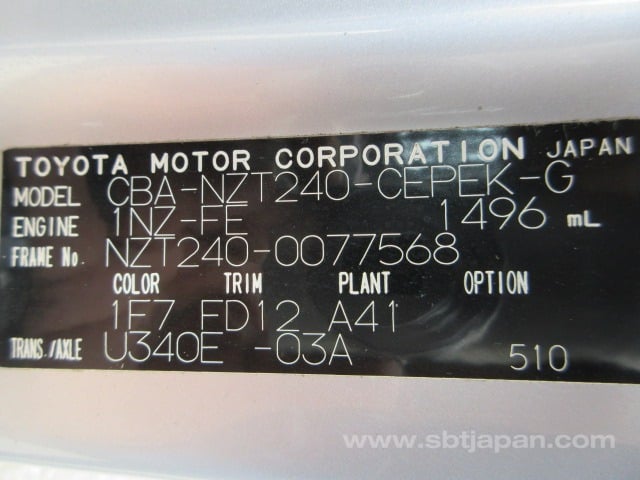 TOYOTA MOTOR CORPORATION JAPAN
MODEL CBA-NZT240-CEPEK-G
ENGINE 1NZ-FE 1496 mL
FRAME No. NZT240-0077568
COLOR TRIM PLANT OPTION
1F7 FD12 A41
TRANS./AXLE U340E -03A 510
www.sbtjapan.com